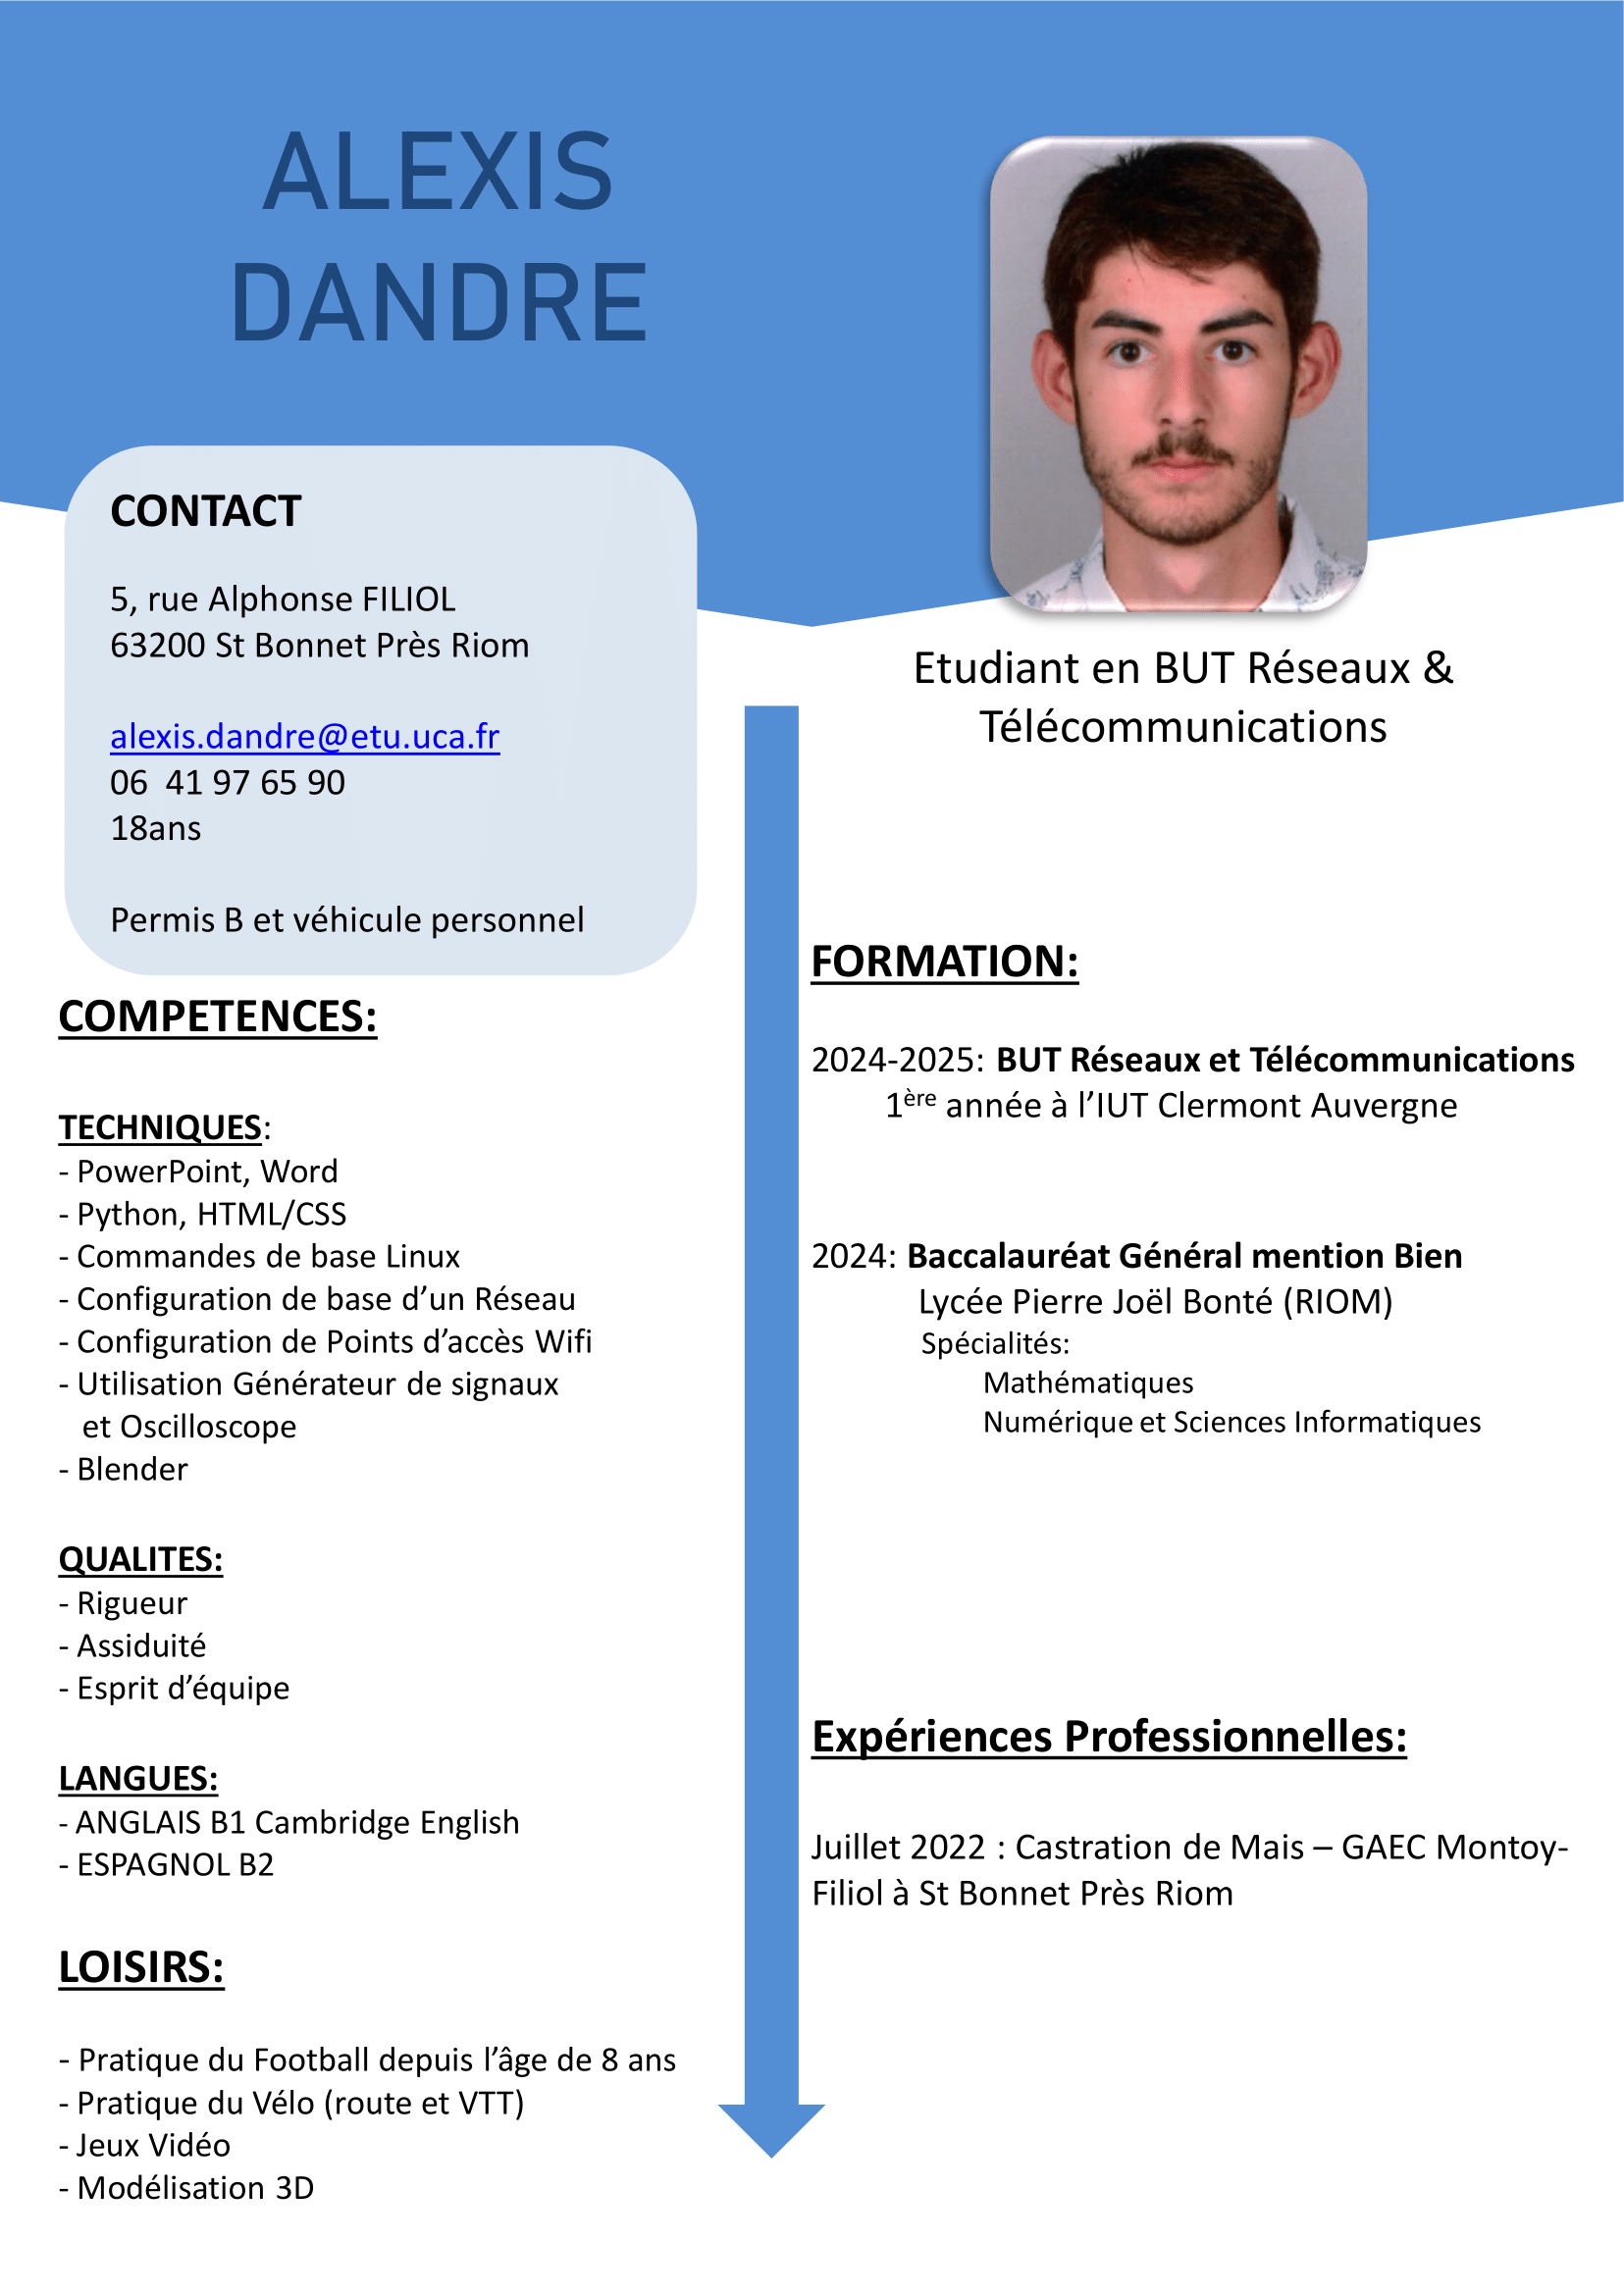 ALEXIS
DANDRE
CONTACT
5, rue Alphonse FILIOL
63200 St Bonnet Près Riom
alexis.dandre@etu.uca.fr
06  41 97 65 90
18ans
Permis B et véhicule personnel
COMPETENCES:
TECHNIQUES:
- PowerPoint, Word
- Python, HTML/CSS
- Commandes de base Linux
- Configuration de base d’un Réseau
- Configuration de Points d’accès Wifi
- Utilisation Générateur de signaux
et Oscilloscope
- Blender
QUALITES:
- Rigueur
- Assiduité
- Esprit d’équipe
LANGUES:
- ANGLAIS B1 Cambridge English
- ESPAGNOL B2
LOISIRS:
- Pratique du Football depuis l’âge de 8 ans
- Pratique du Vélo (route et VTT)
- Jeux Vidéo
- Modélisation 3D
Etudiant en BUT Réseaux &
Télécommunications
FORMATION:
2024-2025: BUT Réseaux et Télécommunications
1ère année à l’IUT Clermont Auvergne
2024: Baccalauréat Général mention Bien
Lycée Pierre Joël Bonté (RIOM)
Spécialités:
Mathématiques
Numérique et Sciences Informatiques
Expériences Professionnelles:
Juillet 2022 : Castration de Mais – GAEC Montoy-
Filiol à St Bonnet Près Riom